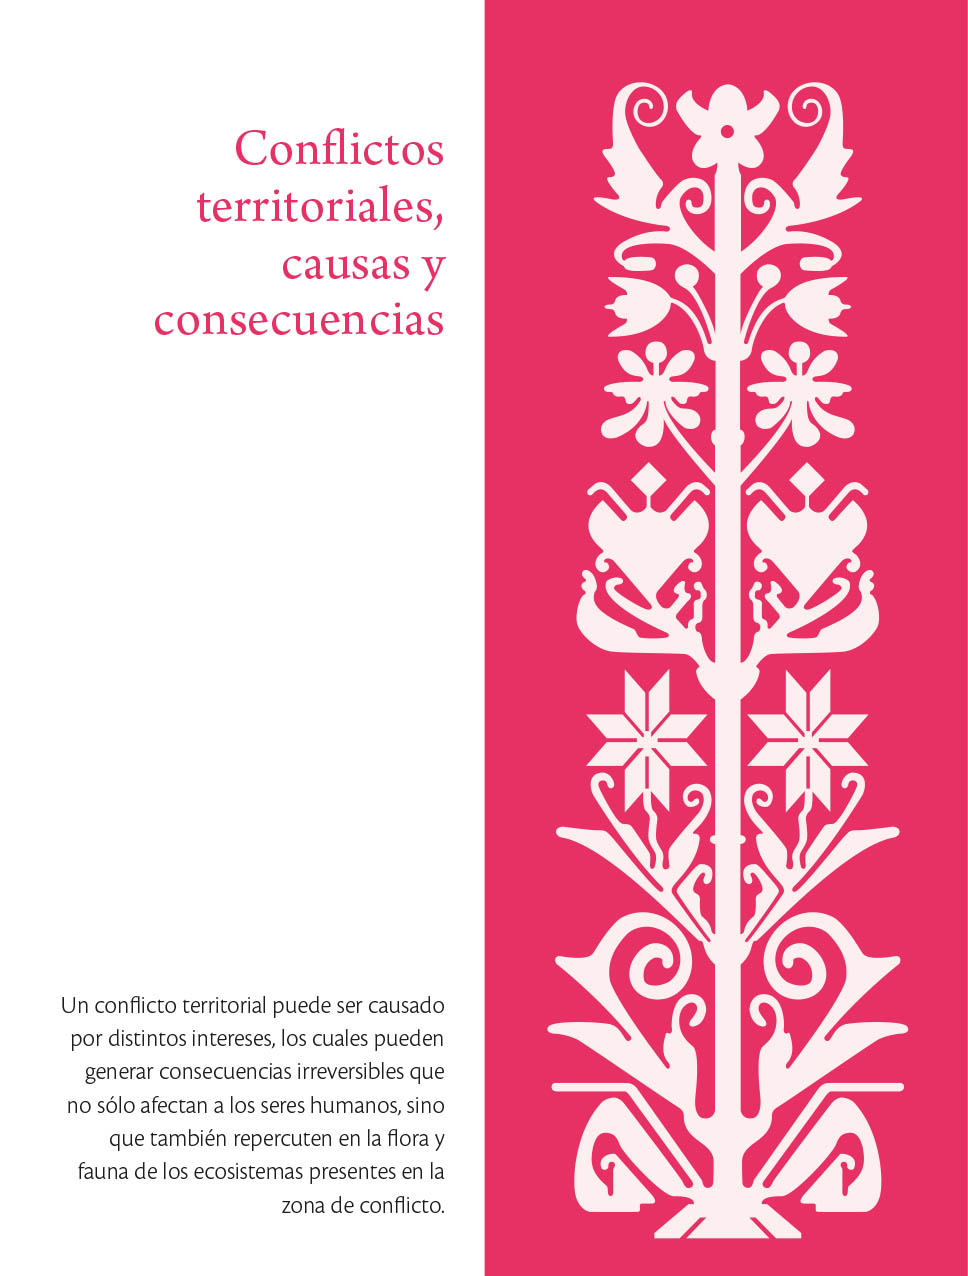 Conflictos
territoriales,
causas y
consecuencias
Un conflicto territorial puede ser causado
por distintos intereses, los cuales pueden
generar consecuencias irreversibles que
no sólo afectan a los seres humanos, sino
que también repercuten en la flora y
fauna de los ecosistemas presentes en la
zona de conflicto.